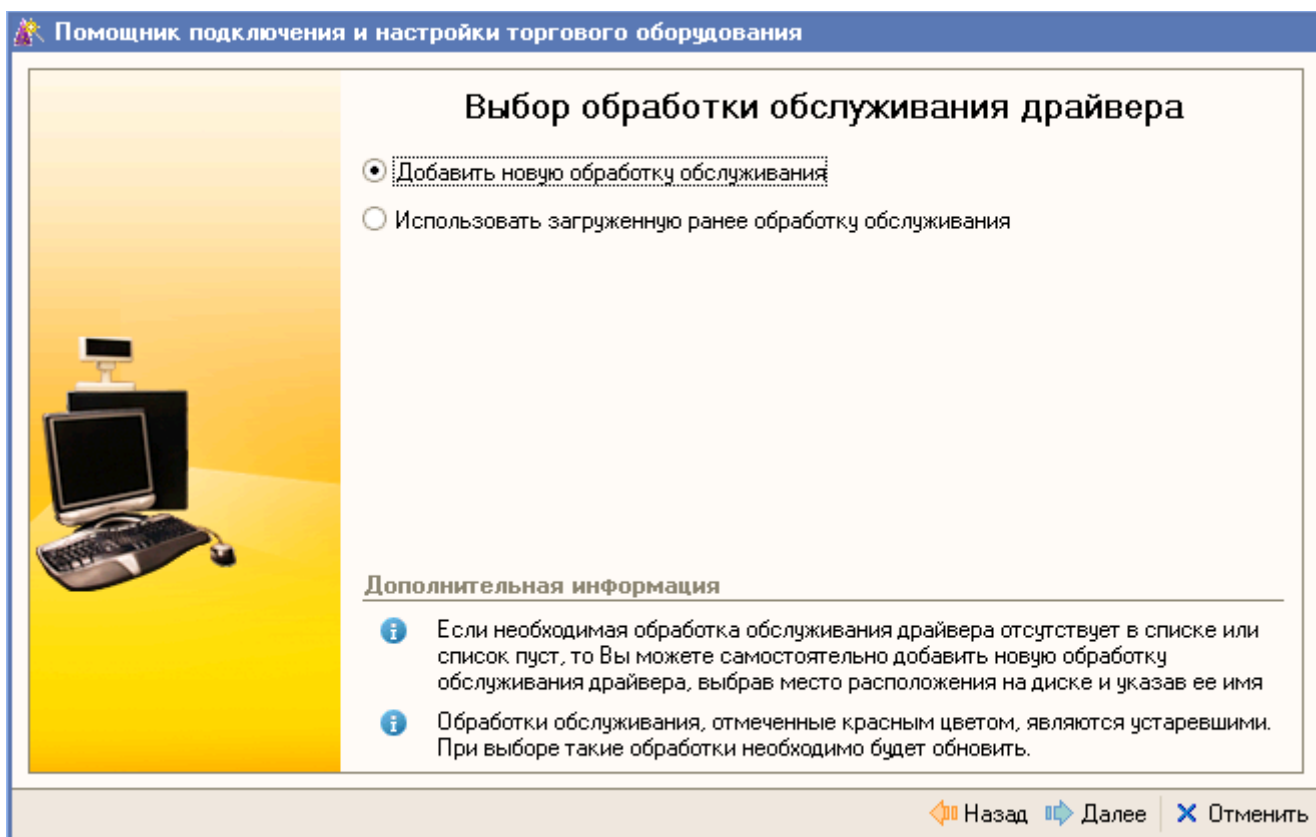 Помощник подключения и настройки торгового оборудования
Выбор обработки обслуживания драйвера
Добавить новую обработку обслуживания
Использовать загруженную ранее обработку обслуживания
Дополнительная информация
Если необходимая обработка обслуживания драйвера отсутствует в списке или
список пуст, то Вы можете самостоятельно добавить новую обработку
обслуживания драйвера, выбрав место расположения на диске и указав ее имя
Обработки обслуживания, отмеченные красным цветом, являются устаревшими.
При выборе такие обработки необходимо будет обновить.
Назад Далее Отменить